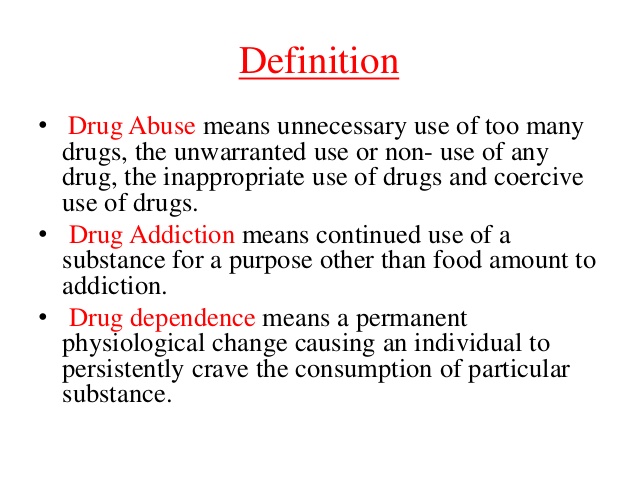 Definition
• Drug Abuse means unnecessary use of too many
drugs, the unwarranted use or non- use of any
drug, the inappropriate use of drugs and coercive
use of drugs.
• Drug Addiction means continued use of a
substance for a purpose other than food amount to
addiction.
• Drug dependence means a permanent
physiological change causing an individual to
persistently crave the consumption of particular
substance.